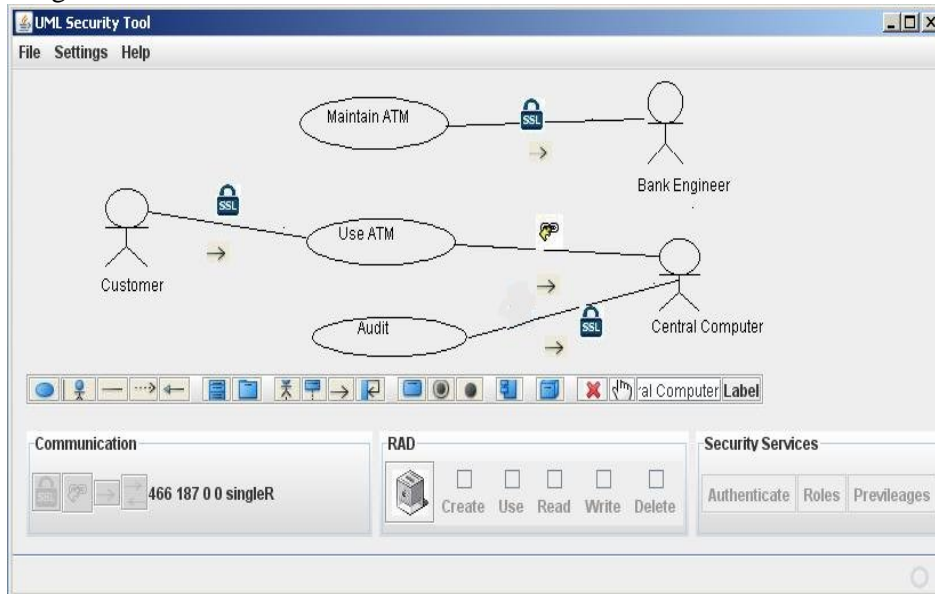 UML Security Tool
File Settings Help
Maintain ATM
SSL
Bank Engineer
SSL
Use ATM
Customer
Audit
SSL
Central Computer
ral Computer Label
Communication
RAD
Security Services
SSL
466 187 0 0 singleR
Create Use Read Write Delete
Authenticate Roles Previleages